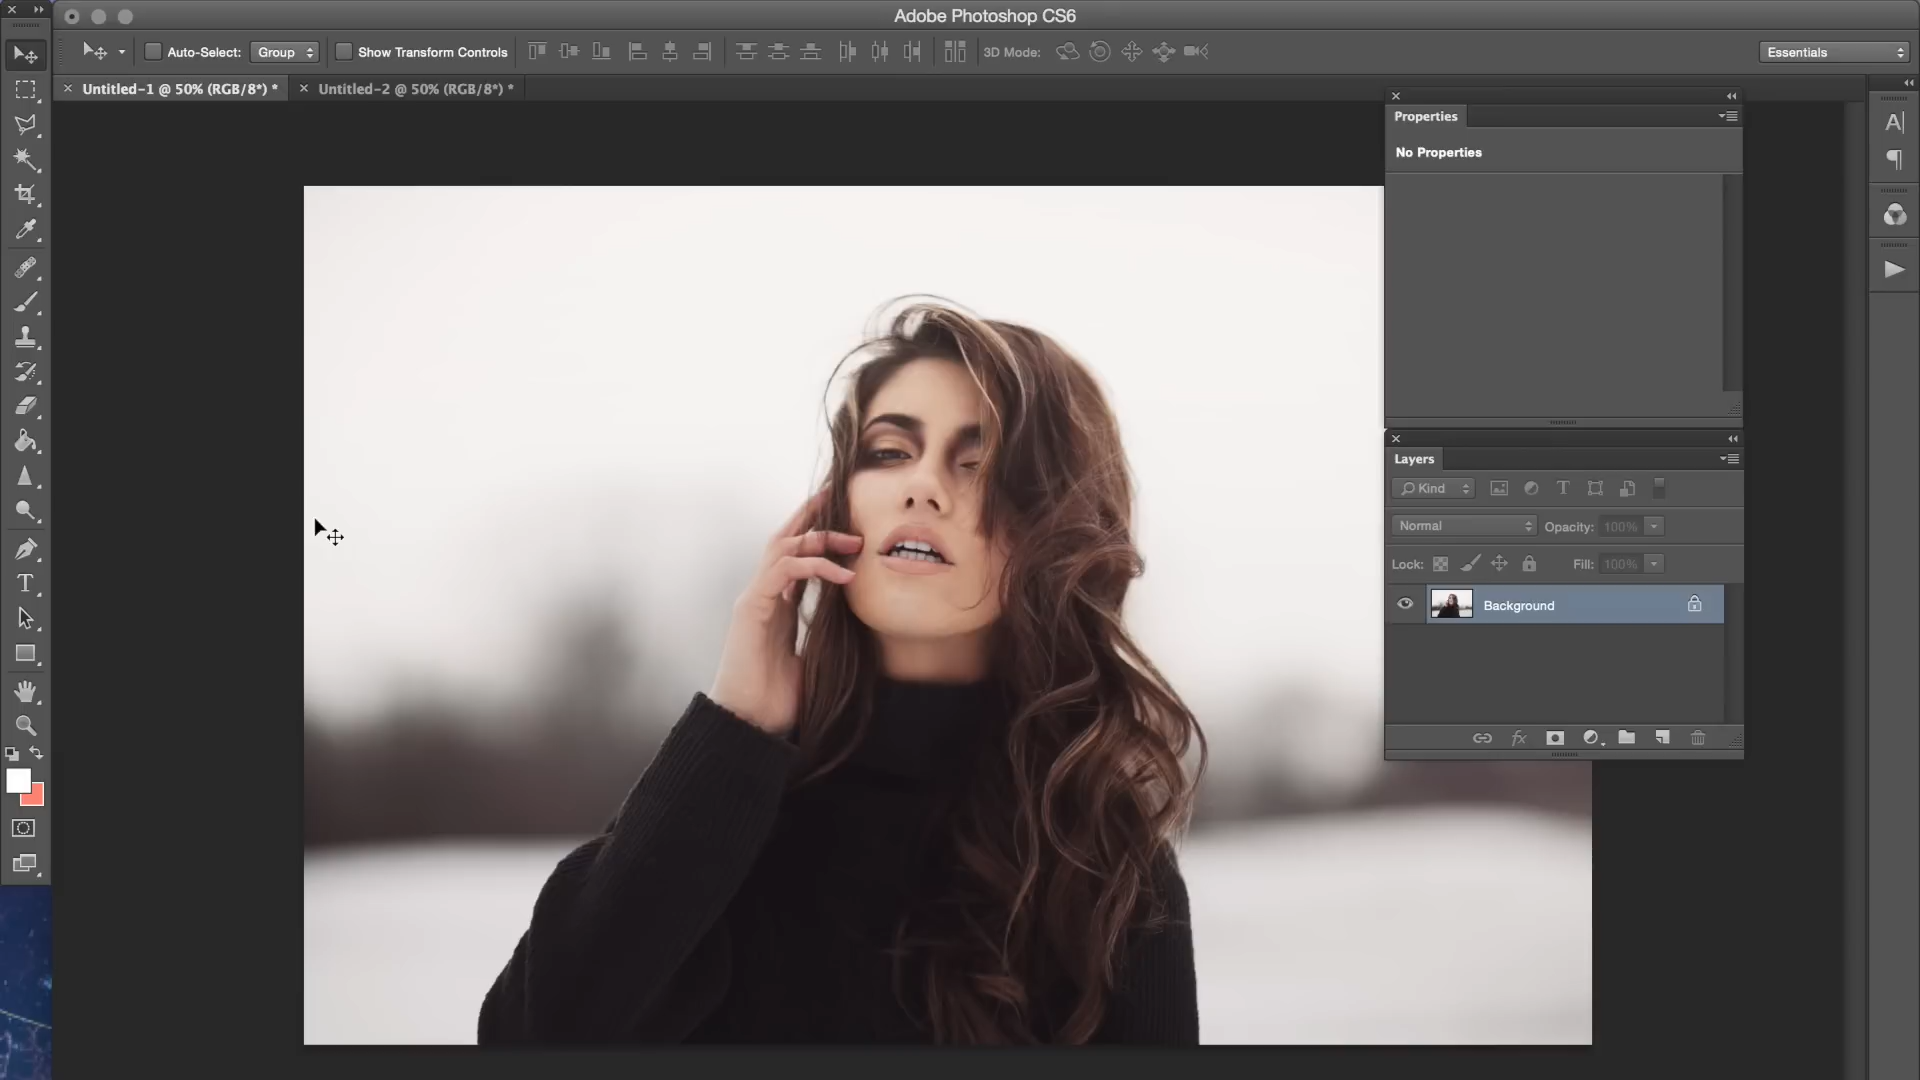 Adobe Photoshop CS6
Auto-Select: Group Show Transform Controls 3D Mode: Essentials
Untitled-1 @ 50% (RGB/8*) * Untitled-2 @ 50% (RGB/8*) *
Properties
No Properties
Layers
Kind
Normal Opacity: 100%
Lock: Fill: 100%
Background